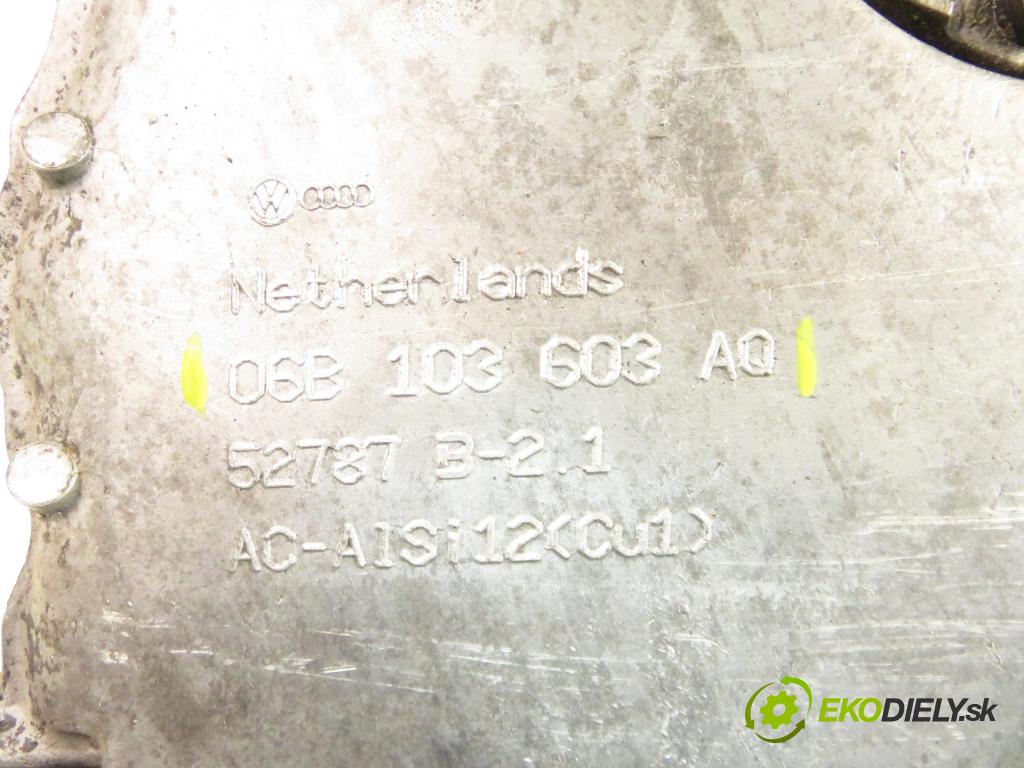 Netherlands
06B 103 603 AQ
52787 B-2.1
AC-AlSi12(Cu1)
EKODIELY.sk